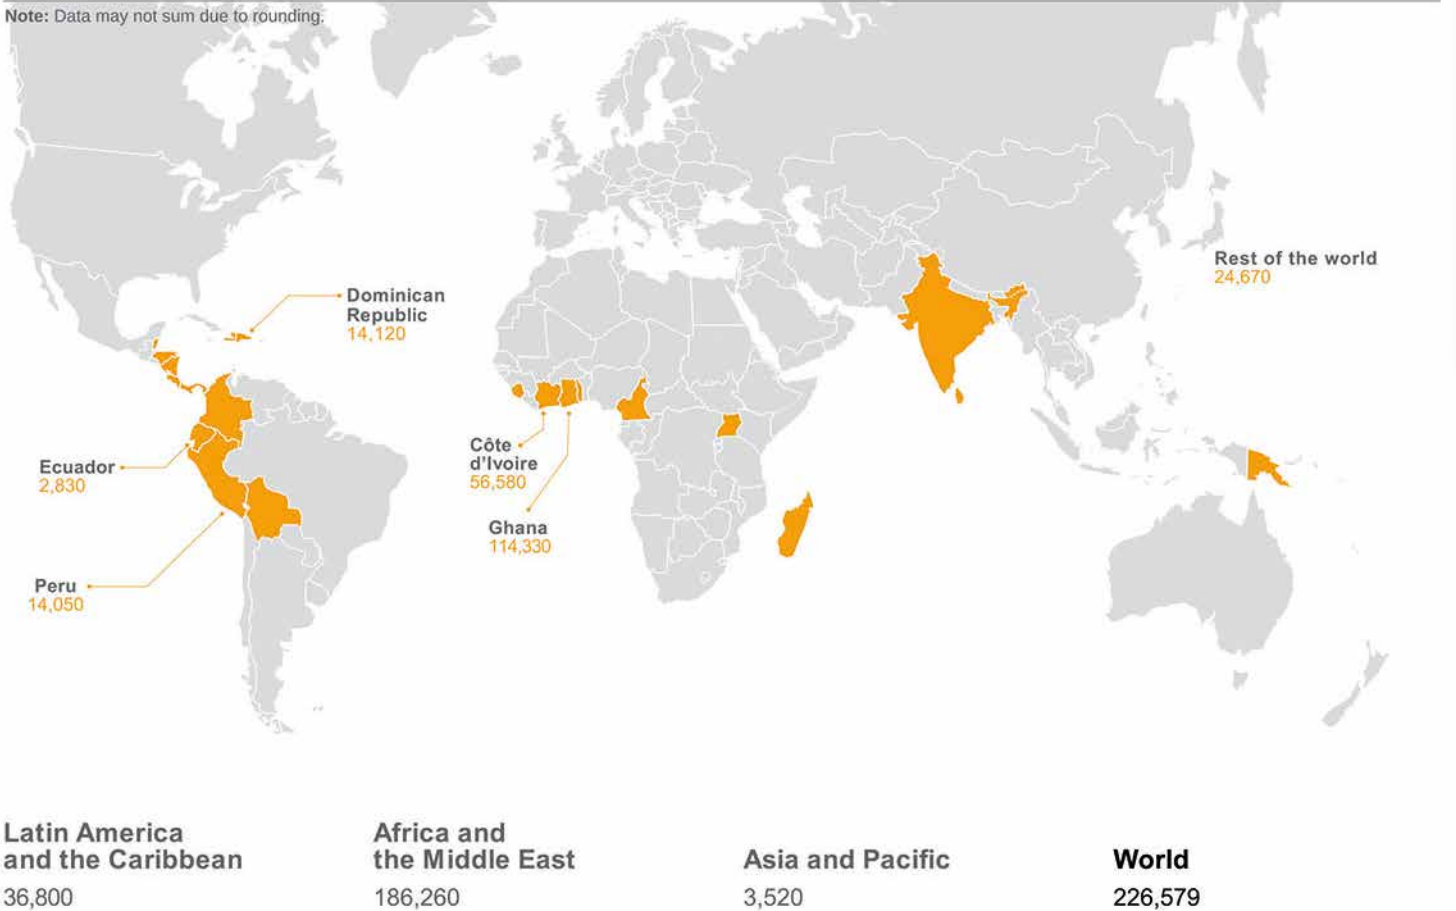 Note: Data may not sum due to rounding.
Rest of the world
24,670
Dominican
Republic
14,120
Ecuador
2,830
Côte
d'Ivoire
56,580
Ghana
114,330
Peru
14,050
Latin America
and the Caribbean
36,800
Africa and
the Middle East
186,260
Asia and Pacific
3,520
World
226,579